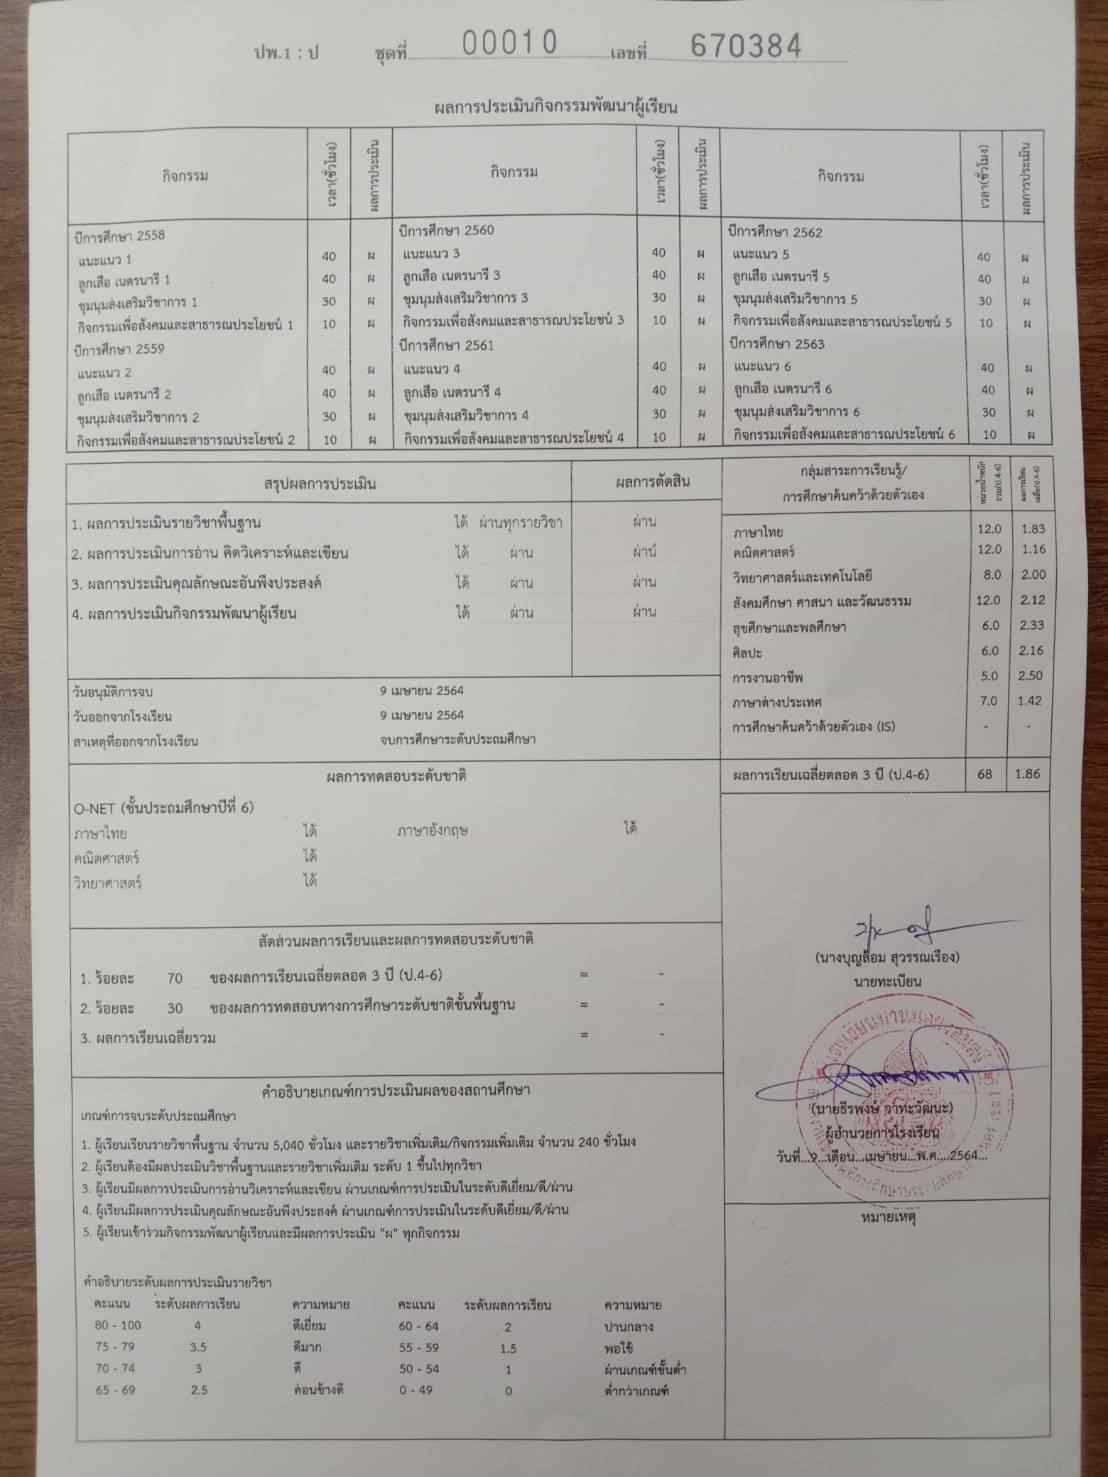 ปพ.1 : ป ชุดที่ 00010 เลขที่ 670384
ผลการประเมินกิจกรรมพัฒนาผู้เรียน
กิจกรรม เวลา(ชั่วโมง) ผลการประเมิน กิจกรรม เวลา(ชั่วโมง) ผลการประเมิน กิจกรรม เวลา(ชั่วโมง) ผลการประเมิน
ปีการศึกษา 2558 ปีการศึกษา 2560 ปีการศึกษา 2562
แนะแนว 1 40 ผ แนะแนว 3 40 ผ แนะแนว 5 40 ผ
ลูกเสือ เนตรนารี 1 40 ผ ลูกเสือ เนตรนารี 3 40 ผ ลูกเสือ เนตรนารี 5 40 ผ
ชุมนุมส่งเสริมวิชาการ 1 30 ผ ชุมนุมส่งเสริมวิชาการ 3 30 ผ ชุมนุมส่งเสริมวิชาการ 5 30 ผ
กิจกรรมเพื่อสังคมและสาธารณประโยชน์ 1 10 ผ กิจกรรมเพื่อสังคมและสาธารณประโยชน์ 3 10 ผ กิจกรรมเพื่อสังคมและสาธารณประโยชน์ 5 10 ผ
ปีการศึกษา 2559 ปีการศึกษา 2561 ปีการศึกษา 2563
แนะแนว 2 40 ผ แนะแนว 4 40 ผ แนะแนว 6 40 ผ
ลูกเสือ เนตรนารี 2 40 ผ ลูกเสือ เนตรนารี 4 40 ผ ลูกเสือ เนตรนารี 6 40 ผ
ชุมนุมส่งเสริมวิชาการ 2 30 ผ ชุมนุมส่งเสริมวิชาการ 4 30 ผ ชุมนุมส่งเสริมวิชาการ 6 30 ผ
กิจกรรมเพื่อสังคมและสาธารณประโยชน์ 2 10 ผ กิจกรรมเพื่อสังคมและสาธารณประโยชน์ 4 10 ผ กิจกรรมเพื่อสังคมและสาธารณประโยชน์ 6 10 ผ
สรุปผลการประเมิน ผลการตัดสิน
1. ผลการประเมินรายวิชาพื้นฐาน ได้ ผ่านทุกรายวิชา ผ่าน
2. ผลการประเมินการอ่าน คิดวิเคราะห์และเขียน ได้ ผ่าน ผ่าน
3. ผลการประเมินคุณลักษณะอันพึงประสงค์ ได้ ผ่าน ผ่าน
4. ผลการประเมินกิจกรรมพัฒนาผู้เรียน ได้ ผ่าน ผ่าน
วันอนุมัติการจบ 9 เมษายน 2564
วันออกจากโรงเรียน 9 เมษายน 2564
สาเหตุที่ออกจากโรงเรียน จบการศึกษาระดับประถมศึกษา
กลุ่มสาระการเรียนรู้/
การศึกษาค้นคว้าด้วยตัวเอง
ภาษาไทย 12.0 1.83
คณิตศาสตร์ 12.0 1.16
วิทยาศาสตร์และเทคโนโลยี 8.0 2.00
สังคมศึกษา ศาสนา และวัฒนธรรม 12.0 2.12
สุขศึกษาและพลศึกษา 6.0 2.33
ศิลปะ 6.0 2.16
การงานอาชีพ 5.0 2.50
ภาษาต่างประเทศ 7.0 1.42
การศึกษาค้นคว้าด้วยตัวเอง (IS) - -
ผลการเรียนเฉลี่ยตลอด 3 ปี (ป.4-6) 68 1.86
ผลการทดสอบระดับชาติ
O-NET (ชั้นประถมศึกษาปีที่ 6)
ภาษาไทย ได้ ภาษาอังกฤษ ได้
คณิตศาสตร์ ได้
วิทยาศาสตร์ ได้
สัดส่วนผลการเรียนและผลการทดสอบระดับชาติ
1. ร้อยละ 70 ของผลการเรียนเฉลี่ยตลอด 3 ปี (ป.4-6) = -
2. ร้อยละ 30 ของผลการทดสอบทางการศึกษาระดับชาติขั้นพื้นฐาน = -
3. ผลการเรียนเฉลี่ยรวม = -
คำอธิบายเกณฑ์การประเมินผลของสถานศึกษา
เกณฑ์การจบระดับประถมศึกษา
1. ผู้เรียนเรียนรายวิชาพื้นฐาน จำนวน 5,040 ชั่วโมง และรายวิชาเพิ่มเติม/กิจกรรมเพิ่มเติม จำนวน 240 ชั่วโมง
2. ผู้เรียนต้องมีผลประเมินวิชาพื้นฐานและรายวิชาเพิ่มเติม ระดับ 1 ขึ้นไปทุกวิชา
3. ผู้เรียนมีผลการประเมินการอ่านวิเคราะห์และเขียน ผ่านเกณฑ์การประเมินในระดับดีเยี่ยม/ดี/ผ่าน
4. ผู้เรียนมีผลการประเมินคุณลักษณะอันพึงประสงค์ ผ่านเกณฑ์การประเมินในระดับดีเยี่ยม/ดี/ผ่าน
5. ผู้เรียนเข้าร่วมกิจกรรมพัฒนาผู้เรียนและมีผลการประเมิน "ผ" ทุกกิจกรรม
คำอธิบายระดับผลการประเมินรายวิชา
คะแนน ระดับผลการเรียน ความหมาย คะแนน ระดับผลการเรียน ความหมาย
80 - 100 4 ดีเยี่ยม 60 - 64 2 ปานกลาง
75 - 79 3.5 ดีมาก 55 - 59 1.5 พอใช้
70 - 74 3 ดี 50 - 54 1 ผ่านเกณฑ์ขั้นต่ำ
65 - 69 2.5 ค่อนข้างดี 0 - 49 0 ต่ำกว่าเกณฑ์
(นางบุญล้อม สุวรรณเรือง)
นายทะเบียน
(นายธีรพงษ์ วาทะวัฒนะ)
ผู้อำนวยการโรงเรียน
วันที่...9...เดือน...เมษายน...พ.ศ....2564...
หมายเหตุ